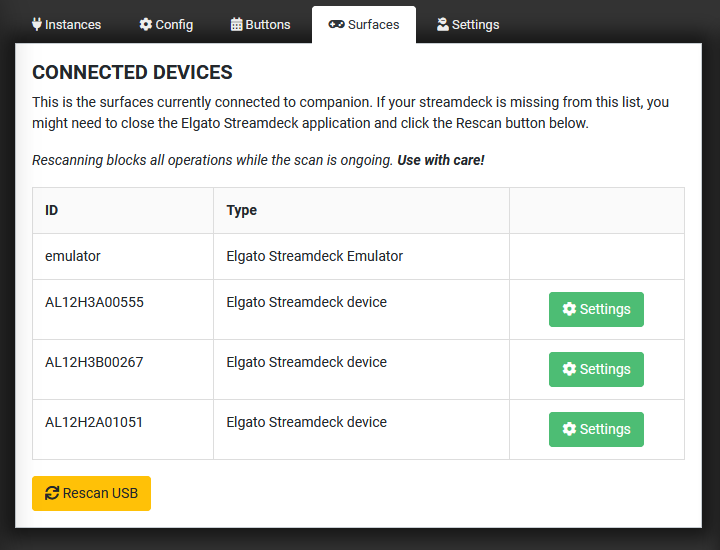 Instances Config Buttons Surfaces Settings
CONNECTED DEVICES
This is the surfaces currently connected to companion. If your streamdeck is missing from this list, you
might need to close the Elgato Streamdeck application and click the Rescan button below.
Rescanning blocks all operations while the scan is ongoing. Use with care!
ID Type
emulator Elgato Streamdeck Emulator
AL12H3A00555 Elgato Streamdeck device Settings
AL12H3B00267 Elgato Streamdeck device Settings
AL12H2A01051 Elgato Streamdeck device Settings
Rescan USB